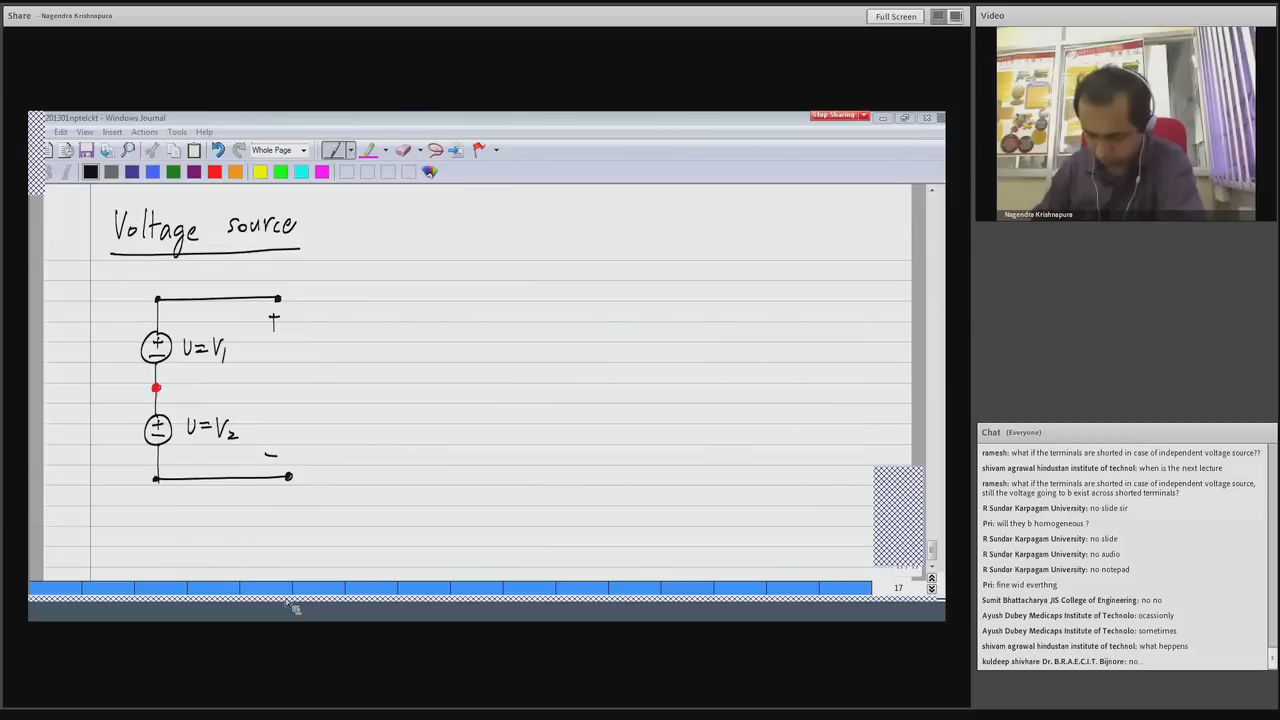 Share - Nagendra Krishnapura
Full Screen
Video
201301nptelckt - Windows Journal
Stop Sharing
Edit View Insert Actions Tools Help
Whole Page
Voltage source
+
+
U=V1
+
U=V2
-
17
Nagendra Krishnapura
Chat (Everyone)
ramesh: what if the terminals are shorted in case of independent voltage source??
shivam agrawal hindustan institute of technol: when is the next lecture
ramesh: what if the terminals are shorted in case of independent voltage source,
still the voltage going to b exist across shorted terminals?
R Sundar Karpagam University: no slide sir
Pri: will they b homogeneous ?
R Sundar Karpagam University: no slide
R Sundar Karpagam University: no audio
R Sundar Karpagam University: no notepad
Pri: fine wid everthng
Sumit Bhattacharya JIS College of Engineering: no no
Ayush Dubey Medicaps Institute of Technolo: ocassionly
Ayush Dubey Medicaps Institute of Technolo: sometimes
shivam agrawal hindustan institute of technol: what heppens
kuldeep shivhare Dr. B.R.A.E.C.I.T. Bijnore: no...